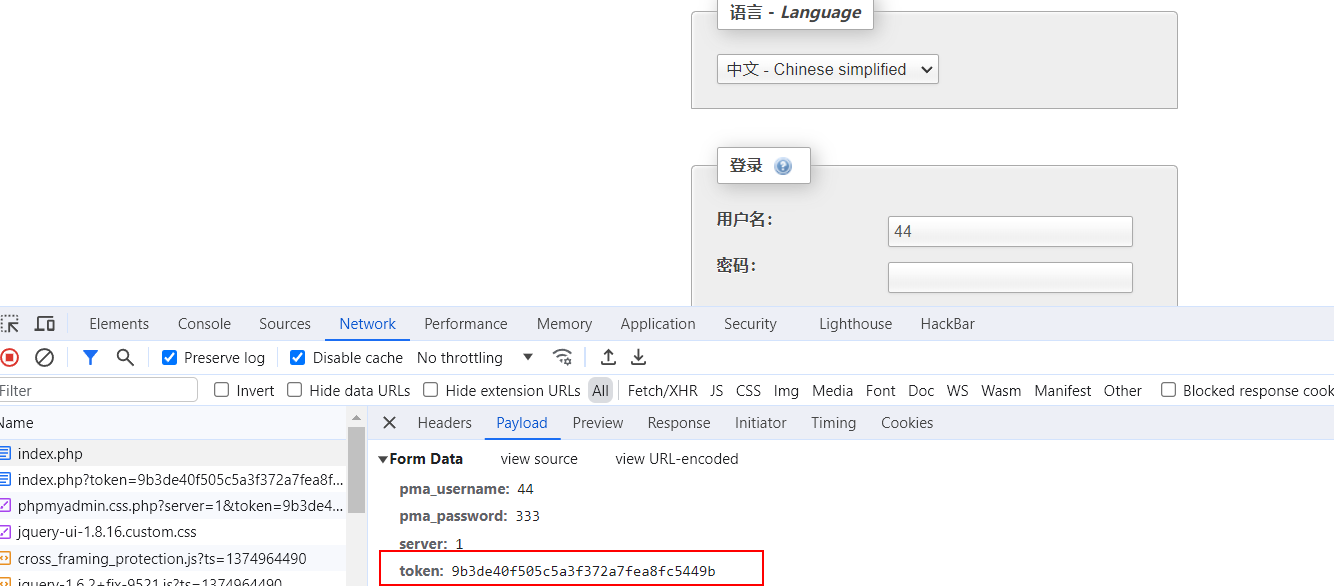 语言 - Language
中文 - Chinese simplified
登录
用户名：
44
密码：
Elements Console Sources Network Performance Memory Application Security Lighthouse HackBar
Preserve log Disable cache No throttling
Filter Invert Hide data URLs Hide extension URLs All Fetch/XHR JS CSS Img Media Font Doc WS Wasm Manifest Other Blocked response cook
Name
Headers Payload Preview Response Initiator Timing Cookies
index.php
index.php?token=9b3de40f505c5a3f372a7fea8f...
phpmyadmin.css.php?server=1&token=9b3de4...
jquery-ui-1.8.16.custom.css
cross_framing_protection.js?ts=1374964490
jquery-1.6.2+fix-9521.js?ts=1374964490
Form Data view source view URL-encoded
pma_username: 44
pma_password: 333
server: 1
token: 9b3de40f505c5a3f372a7fea8fc5449b